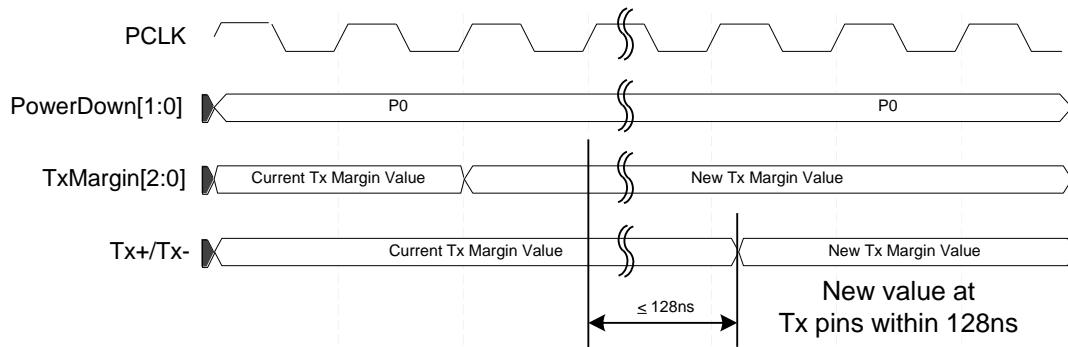 PCLK
PowerDown[1:0]
P0
P0
TxMargin[2:0]
Current Tx Margin Value
New Tx Margin Value
Tx+/Tx-
Current Tx Margin Value
New Tx Margin Value
≤ 128ns
New value at
Tx pins within 128ns